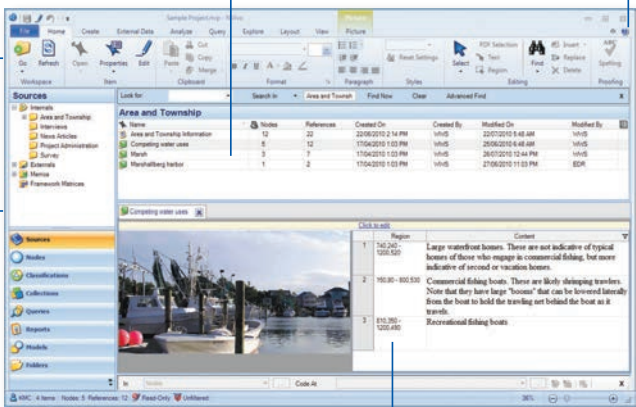 Sample Project.nvp - NVivo
Picture
File Home Create External Data Analyze Query Explore Layout View Picture
Go Refresh Open Properties Edit Paste Cut
Copy
Merge
B I U A
Reset Settings
Select PDF Selection
Text
Region
Find Insert
Replace
Delete
ABC
Spelling
Workspace Item Clipboard Format Paragraph Styles Editing Proofing
Sources
Look for: Search In Area and Townsh Find Now Clear Advanced Find x
Internals
Area and Township
Interviews
News Articles
Project Administration
Survey
Externals
Memos
Framework Matrices
Area and Township
Name Nodes References Created On Created By Modified On Modified By
Area and Township Information 12 22 22/06/2010 2:14 PM WWS 22/07/2010 5:48 AM WWS
Competing water uses 5 12 17/04/2010 1:03 PM WWS 25/06/2010 6:48 AM WWS
Marsh 3 7 17/04/2010 1:03 PM WWS 26/07/2010 12:44 PM WWS
Marshallberg harbor 1 2 17/04/2010 1:03 PM WWS 27/06/2010 11:03 PM EDR
Competing water uses
Click to edit
Region Content
1 740,240 - 1200,520 Large waterfront homes. These are not indicative of typical
homes of those who engage in commercial fishing, but more
indicative of second or vacation homes.
2 150,90 - 800,530 Commercial fishing boats. These are likely shrimping trawlers.
Note that they have large "booms" that can be lowered laterally
from the boat to hold the trawling net behind the boat as it
travels.
3 810,350 - 1200,480 Recreational fishing boats
Sources
Nodes
Classifications
Collections
Queries
Reports
Models
Folders
In Nodes Code At x
4 Items Nodes: 5 References: 12 Read-Only Unfiltered 36%